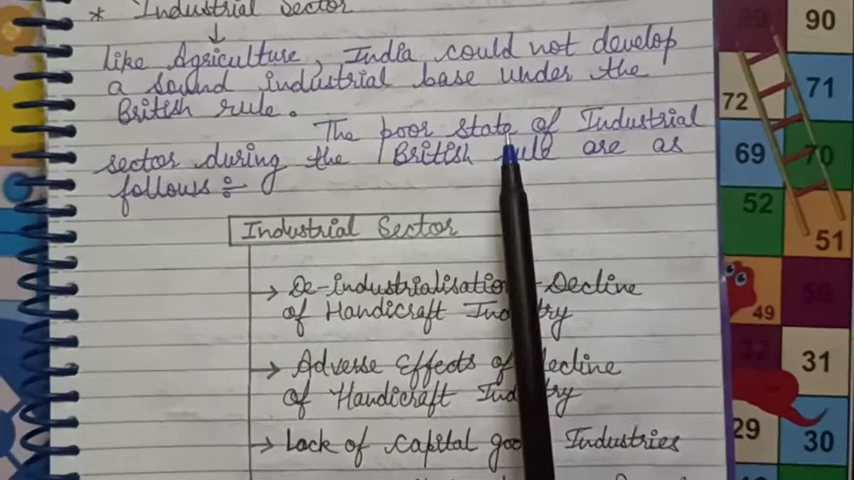 * Industrial Sector
↓
like Agriculture, India could not develop
a sound industrial base under the
British rule.
The poor state of Industrial
sector during the British rule are as
follows :-
Industrial Sector
→ De-industrialisation - Decline
of Handicraft Industry
→ Adverse Effects of decline
of Handicraft Industry
→ Lack of capital goods Industries
90
71
72
69
70
52
51
50
49
31
29
30